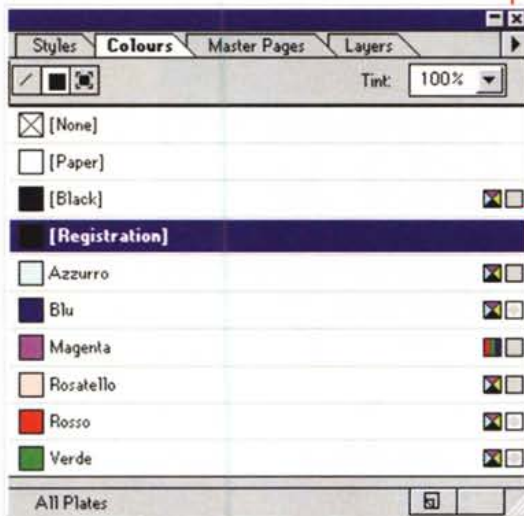 Styles Colours Master Pages Layers
Tint: 100%
[None]
[Paper]
[Black]
[Registration]
Azzurro
Blu
Magenta
Rosatello
Rosso
Verde
All Plates